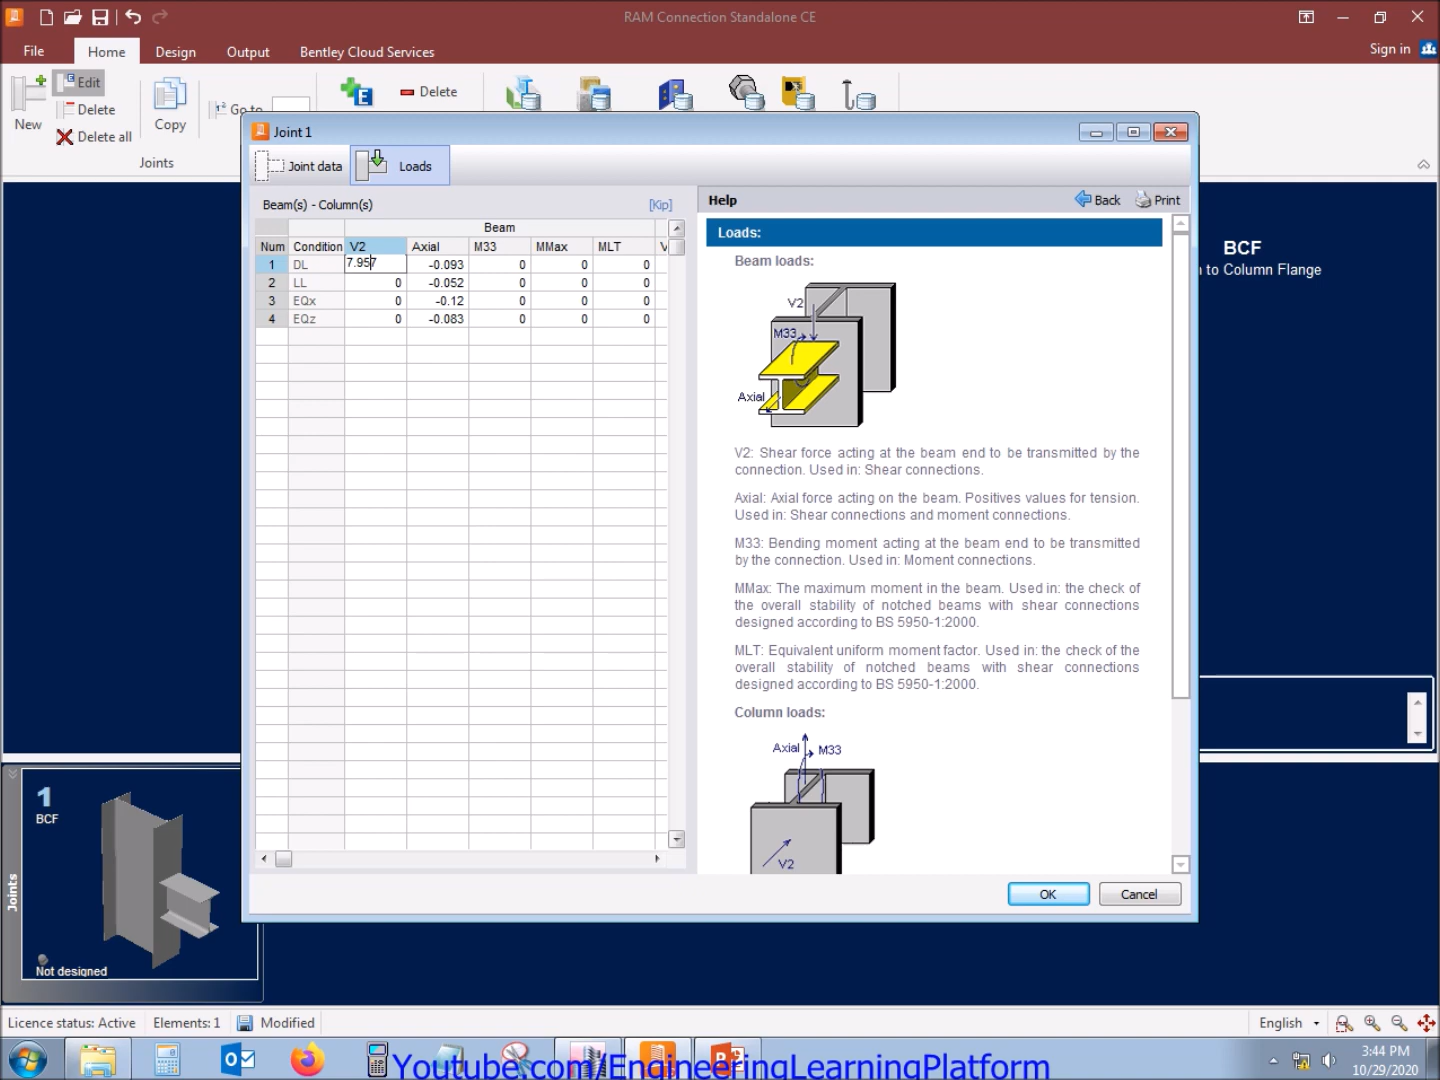 RAM Connection Standalone CE
File Home Design Output Bentley Cloud Services Sign in
New Edit Delete Delete all Copy Go to Delete
Joints
Joint 1
Joint data Loads
Beam(s) - Column(s) [Kip]
Beam
Num Condition V2 Axial M33 MMax MLT
1 DL 7.957 -0.093 0 0 0
2 LL 0 -0.052 0 0 0
3 EQx 0 -0.12 0 0 0
4 EQz 0 -0.083 0 0 0
Help Back Print
Loads:
Beam loads:
V2
M33
Axial
V2: Shear force acting at the beam end to be transmitted by the
connection. Used in: Shear connections.
Axial: Axial force acting on the beam. Positives values for tension.
Used in: Shear connections and moment connections.
M33: Bending moment acting at the beam end to be transmitted
by the connection. Used in: Moment connections.
MMax: The maximum moment in the beam. Used in: the check of
the overall stability of notched beams with shear connections
designed according to BS 5950-1:2000.
MLT: Equivalent uniform moment factor. Used in: the check of the
overall stability of notched beams with shear connections
designed according to BS 5950-1:2000.
Column loads:
Axial M33
V2
OK Cancel
BCF
to Column Flange
1
BCF
Joints
Not designed
Licence status: Active Elements: 1 Modified English
Youtube.com/EngineeringLearningPlatform
3:44 PM
10/29/2020